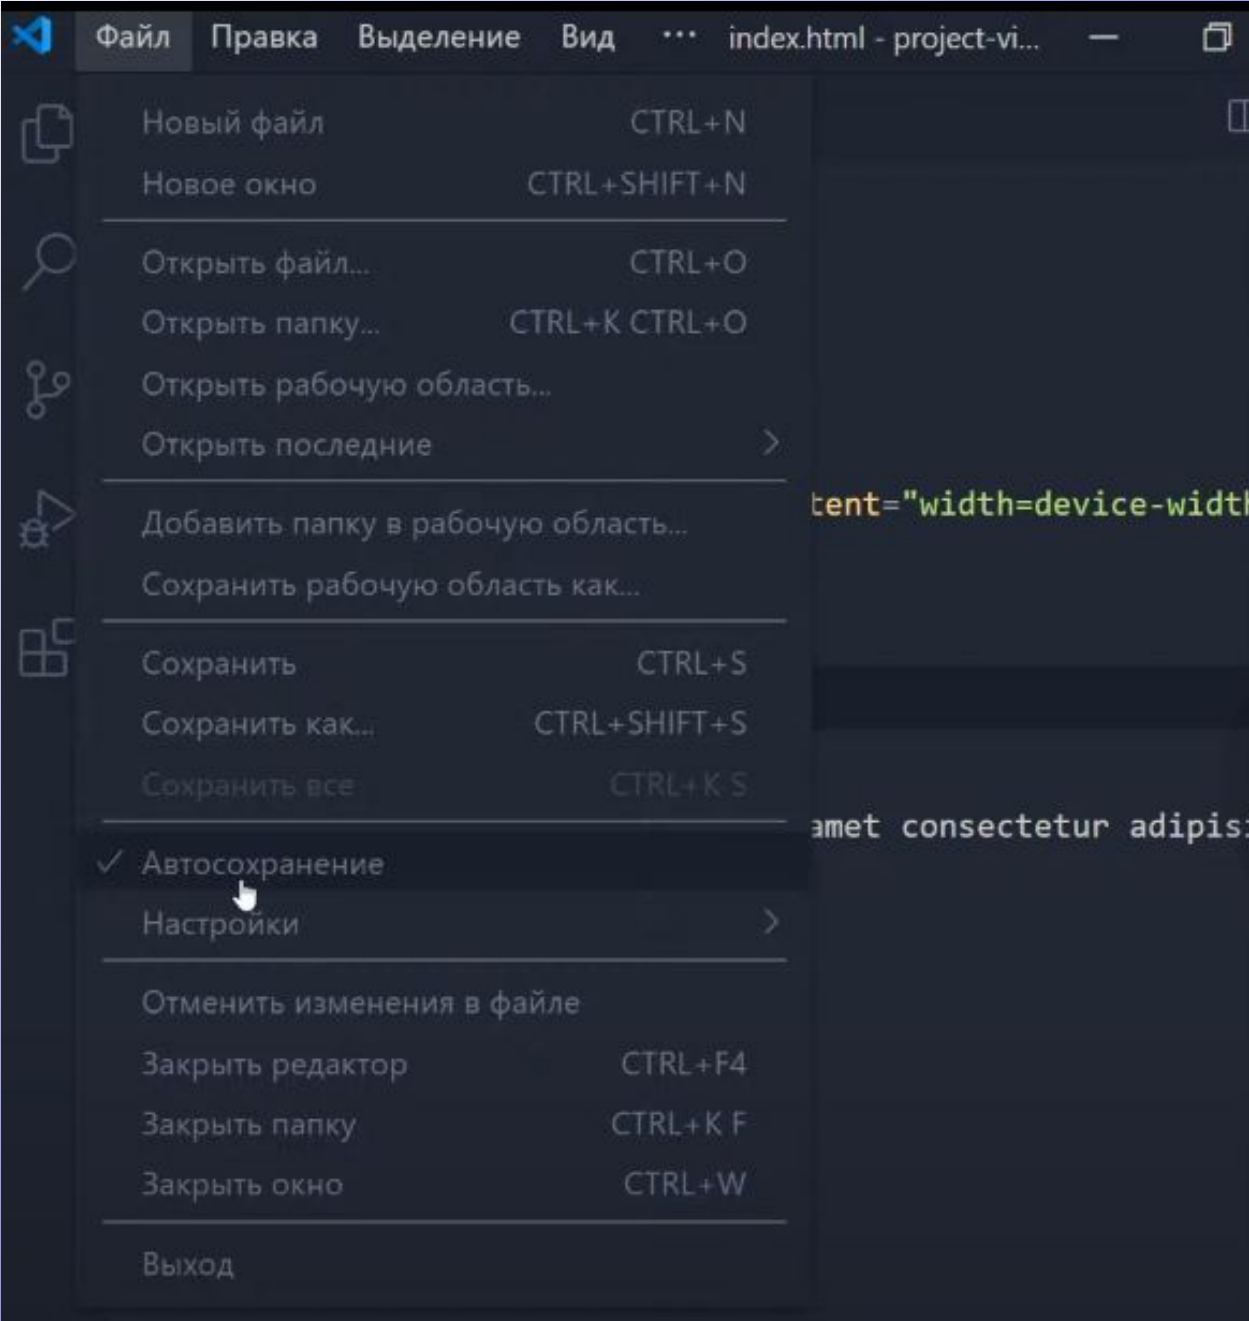 Файл Правка Выделение Вид ··· index.html - project-vi...
Новый файл CTRL+N
Новое окно CTRL+SHIFT+N
Открыть файл... CTRL+O
Открыть папку... CTRL+K CTRL+O
Открыть рабочую область...
Открыть последние
tent="width=device-width
Добавить папку в рабочую область...
Сохранить рабочую область как...
Сохранить CTRL+S
Сохранить как... CTRL+SHIFT+S
Сохранить все CTRL+K S
amet consectetur adipisi
Автосохранение
Настройки
Отменить изменения в файле
Закрыть редактор CTRL+F4
Закрыть папку CTRL+K F
Закрыть окно CTRL+W
Выход